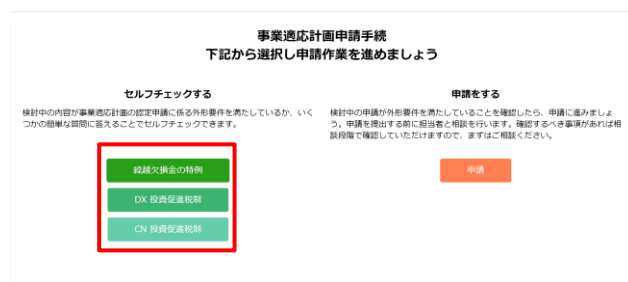 事業適応計画申請手続
下記から選択し申請作業を進めましょう
セルフチェックする
検討中の内容が事業適応計画の認定申請に係る外形要件を満たしているか、いく
つかの簡単な質問に答えることでセルフチェックできます。
繰越欠損金の特例
DX 投資促進税制
CN 投資促進税制
申請をする
検討中の申請が外形要件を満たしていることを確認したら、申請に進みましょ
う。申請を提出する前に担当者と相談を行います。確認するべき事項があれば相
談段階で確認していただけますので、まずはご相談ください。
申請